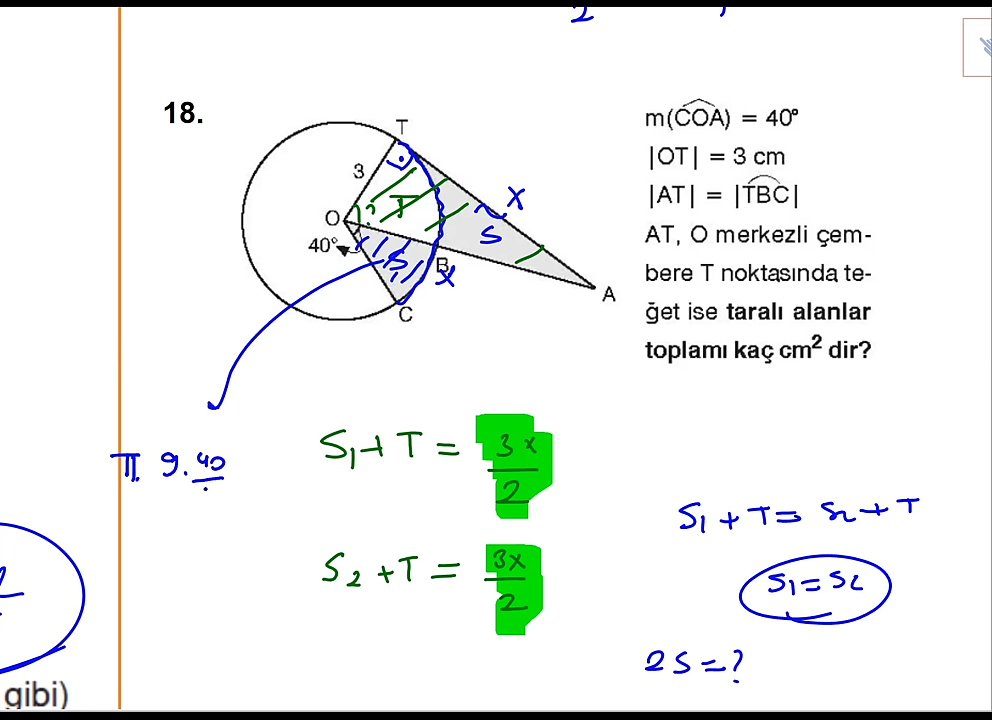 18.
T
3
O
40°
B
C
A
?
T
S
S₁
x
x
m(COA) = 40°
|OT| = 3 cm
|AT| = |TBC|
AT, O merkezli çem-
bere T noktasında te-
ğet ise taralı alanlar
toplamı kaç cm² dir?
S₁ + T = 3x/2
π. 9. 40
S₁ + T = S₂ + T
S₂ + T = 3x/2
S₁ = S₂
2S = ?
gibi)